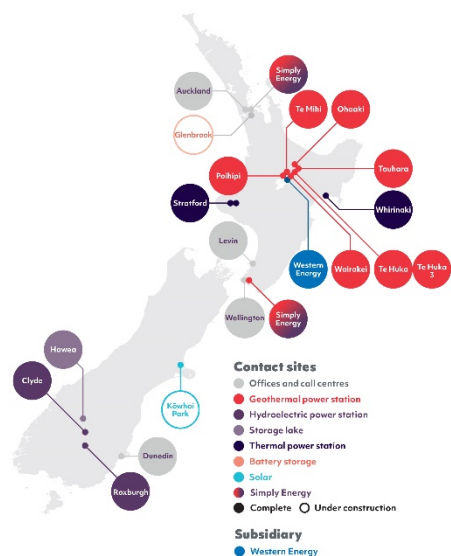 Simply
Energy
Auckland
Te Mihi
Ohaaki
Glenbrook
Poihipi
Tauhara
Stratford
Whirinaki
Levin
Western
Energy
Wairakei
Te Huka
Te Huka
3
Wellington
Simply
Energy
Hawea
Clyde
Kōwhai Park
Dunedin
Roxburgh
Contact sites
Offices and call centres
Geothermal power station
Hydroelectric power station
Storage lake
Thermal power station
Battery storage
Solar
Simply Energy
Complete Under construction
Subsidiary
Western Energy